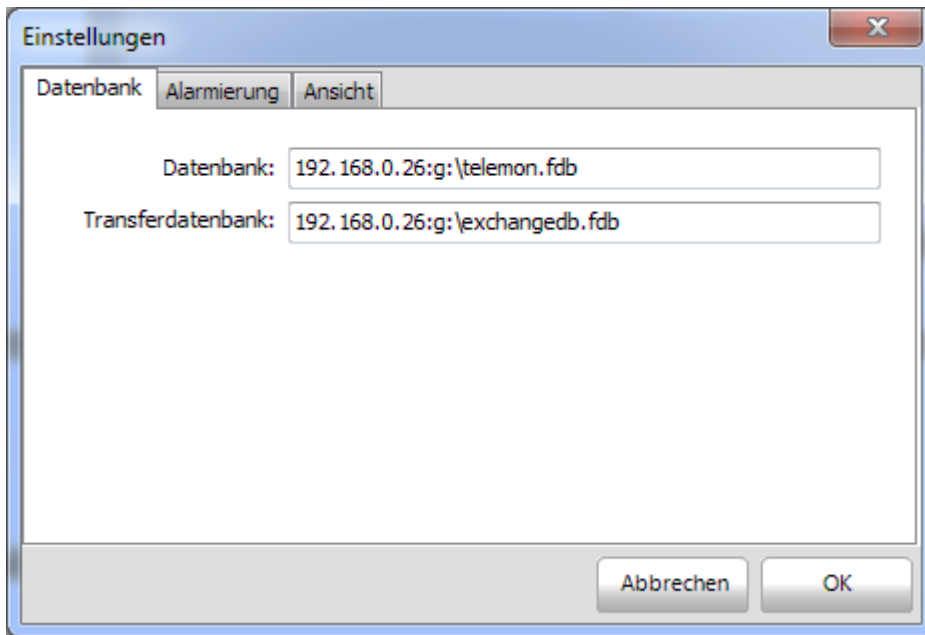 Einstellungen
Datenbank Alarmierung Ansicht
Datenbank: 192.168.0.26:g:\telemon.fdb
Transferdatenbank: 192.168.0.26:g:\exchangedb.fdb
Abbrechen OK